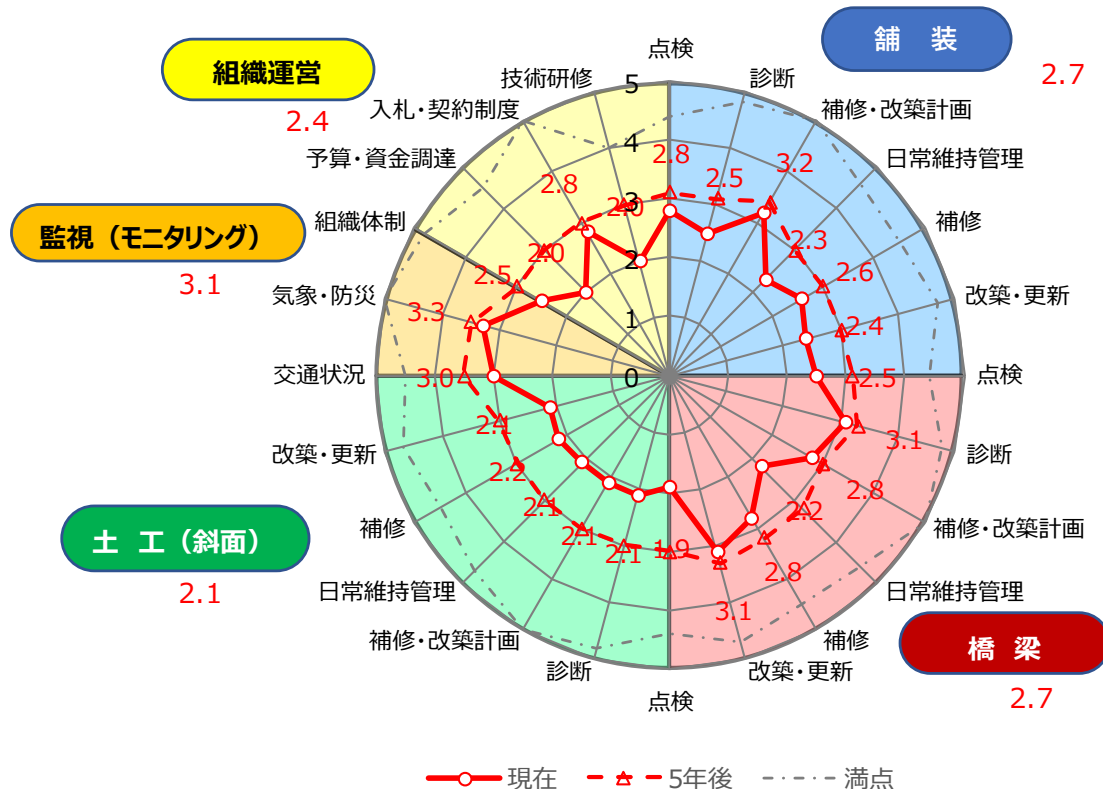 点検
舗 装
技術研修
診断
組織運営
2.7
入札・契約制度
5
補修・改築計画
2.4
予算・資金調達
4
日常維持管理
2.8
2.8
2.5
3.2
組織体制
3
2.0
補修
監視(モニタリング)
2.0
2
2.3
3.1
2.5
2.6
気象・防災
3.3
1
2.4
改築・更新
交通状況
3.0
0
2.5
点検
改築・更新
2.1
3.1
診断
補修
2.2
2.8
補修・改築計画
土 工(斜面)
2.1
2.2
2.1
日常維持管理
2.1
2.1
1.9
2.8
日常維持管理
補修・改築計画
3.1
補修
橋 梁
診断
改築・更新
点検
2.7
現在
5年後
満点